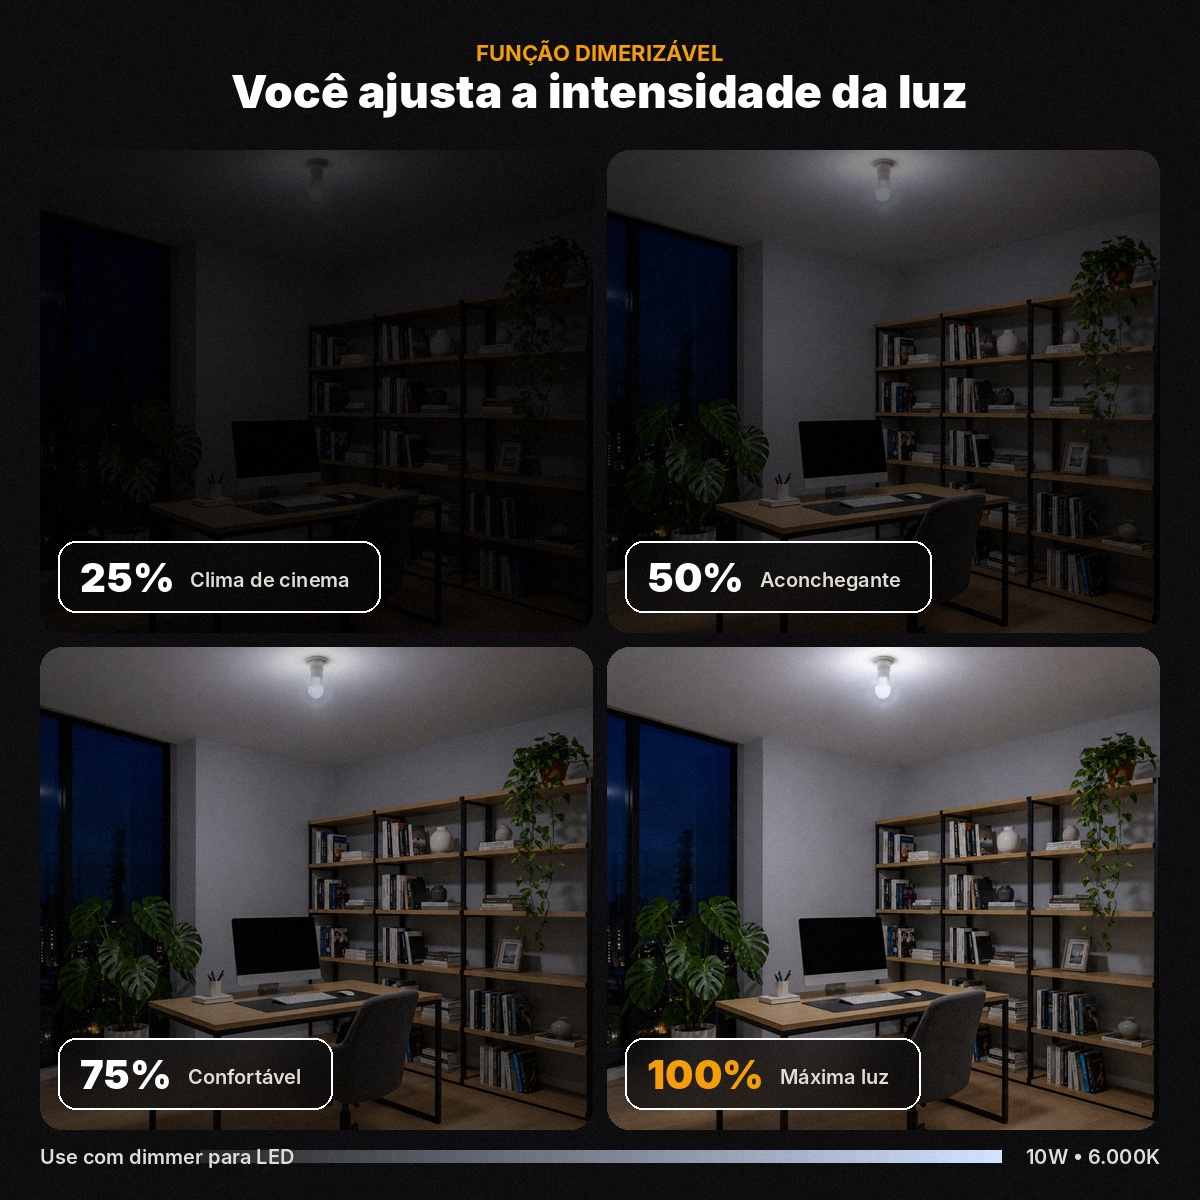 FUNÇÃO DIMERIZÁVEL
Você ajusta a intensidade da luz
25% Clima de cinema
50% Aconchegante
75% Confortável
100% Máxima luz
Use com dimmer para LED
10W • 6.000K